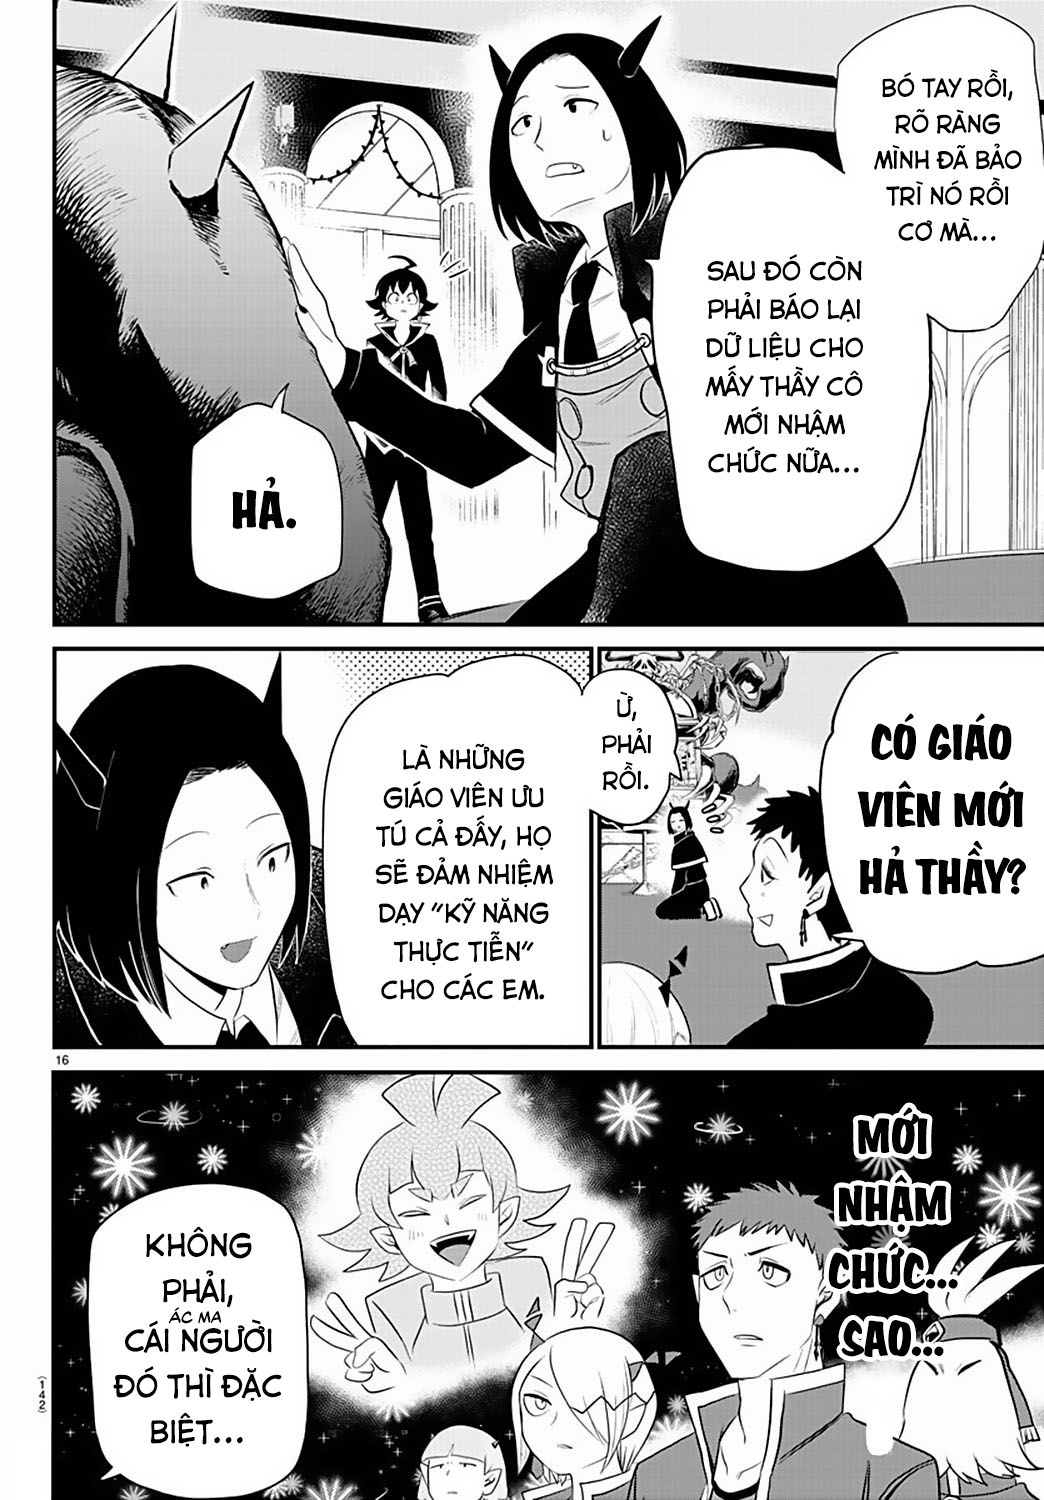 BÓ TAY RỒI,
RÕ RÀNG
MÌNH ĐÃ BẢO
TRÌ NÓ RỒI
CƠ MÀ...
SAU ĐÓ CÒN
PHẢI BÁO LẠI
DỮ LIỆU CHO
MẤY THẦY CÔ
MỚI NHẬM
CHỨC NỮA...
HẢ.
CÓ GIÁO
VIÊN MỚI
HẢ THẦY?
Ừ,
PHẢI
RỒI.
LÀ NHỮNG
GIÁO VIÊN ƯU
TÚ CẢ ĐẤY, HỌ
SẼ ĐẢM NHIỆM
DẠY "KỸ NĂNG
THỰC TIỄN"
CHO CÁC EM.
16
MỚI
NHẬM
CHỨC...
SAO...
KHÔNG
PHẢI,
ÁC MA
CÁI NGƯỜI
ĐÓ THÌ ĐẶC
BIỆT...
(142)